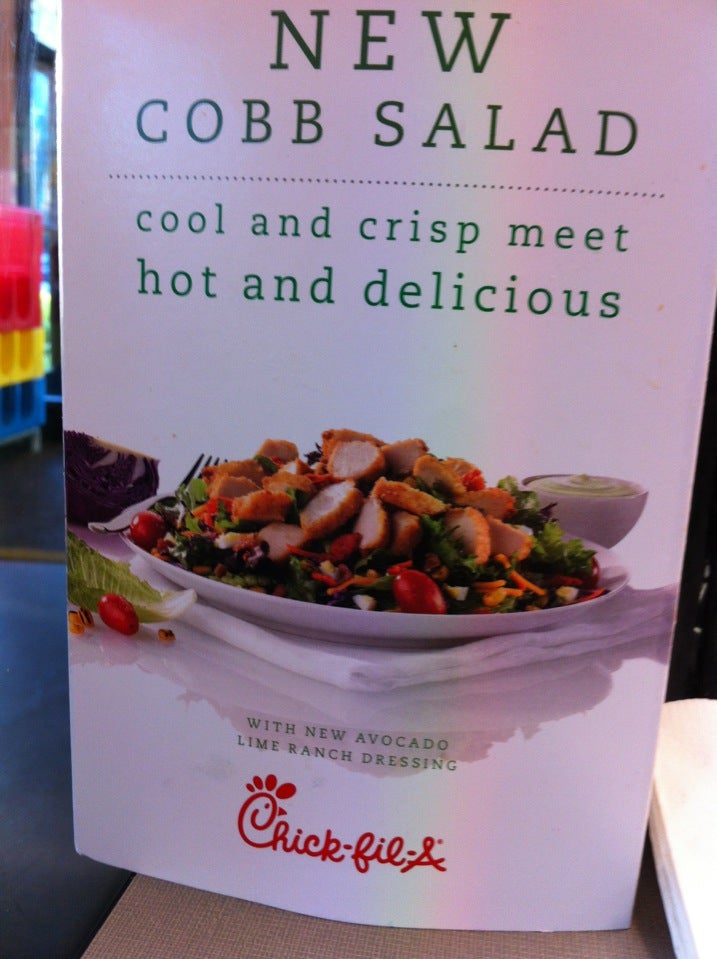 NEW
COBB SALAD
cool and crisp meet
hot and delicious
WITH NEW AVOCADO
LIME RANCH DRESSING
Chick-fil-A